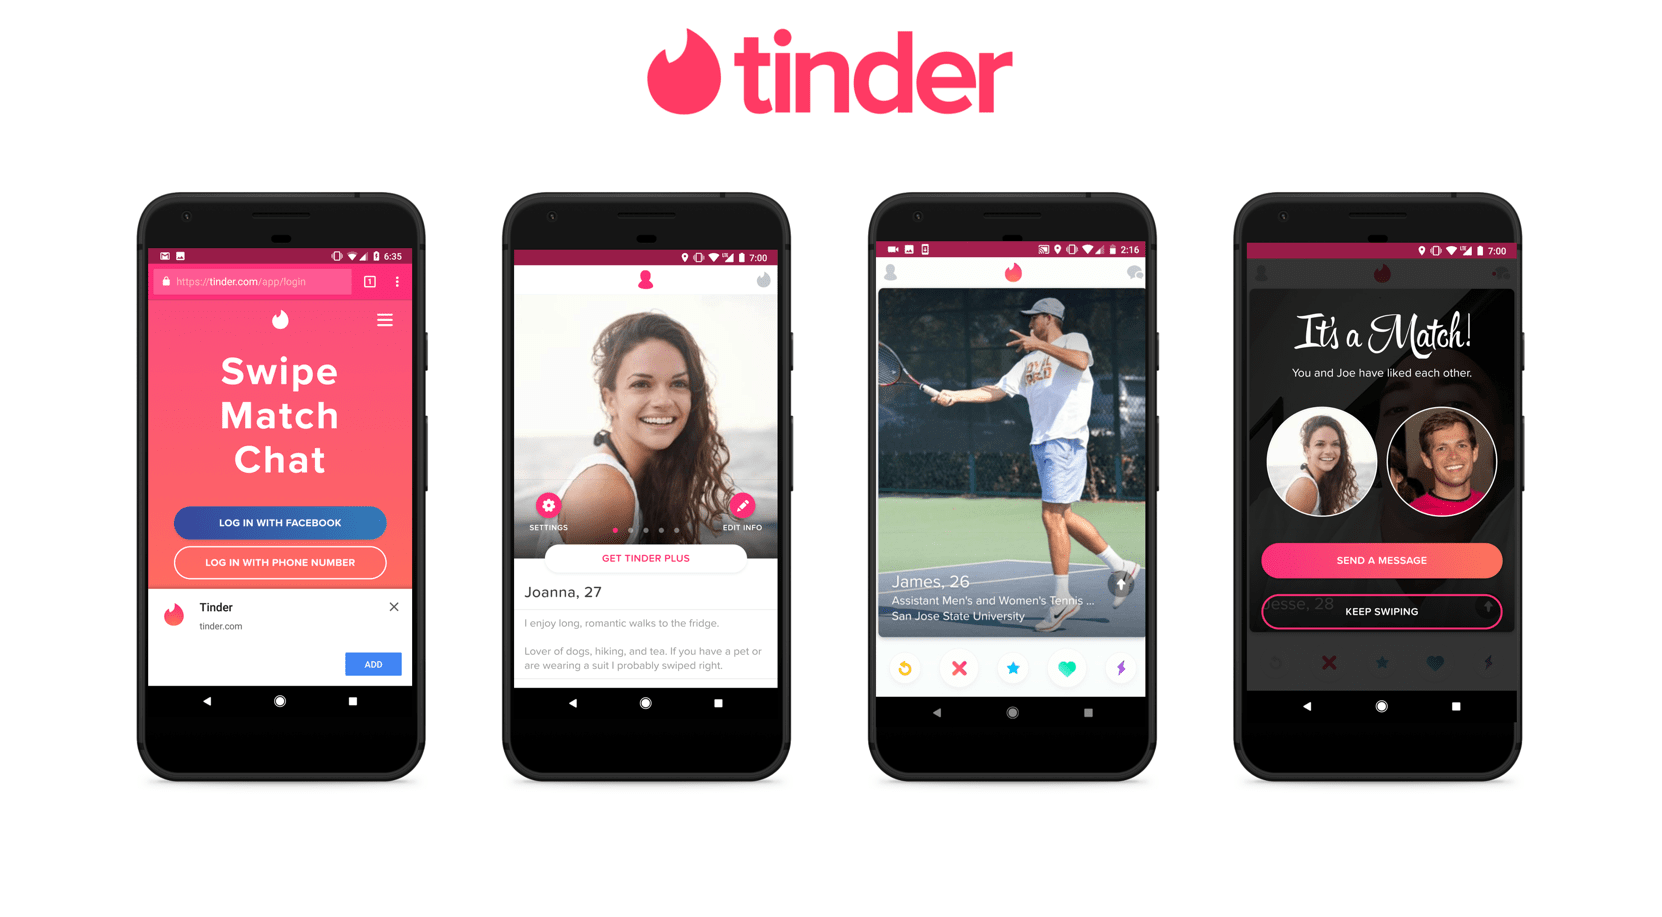 tinder
6:35
https://tinder.com/app/login
1
Swipe
Match
Chat
LOG IN WITH FACEBOOK
LOG IN WITH PHONE NUMBER
Tinder
tinder.com
ADD
LTE
7:00
SETTINGS
EDIT INFO
GET TINDER PLUS
Joanna, 27
I enjoy long, romantic walks to the fridge.
Lover of dogs, hiking, and tea. If you have a pet or
are wearing a suit I probably swiped right.
2:16
James, 26
Assistant Men's and Women's Tennis ...
San Jose State University
LTE
7:00
It's a Match!
You and Joe have liked each other.
SEND A MESSAGE
Jesse, 28
KEEP SWIPING